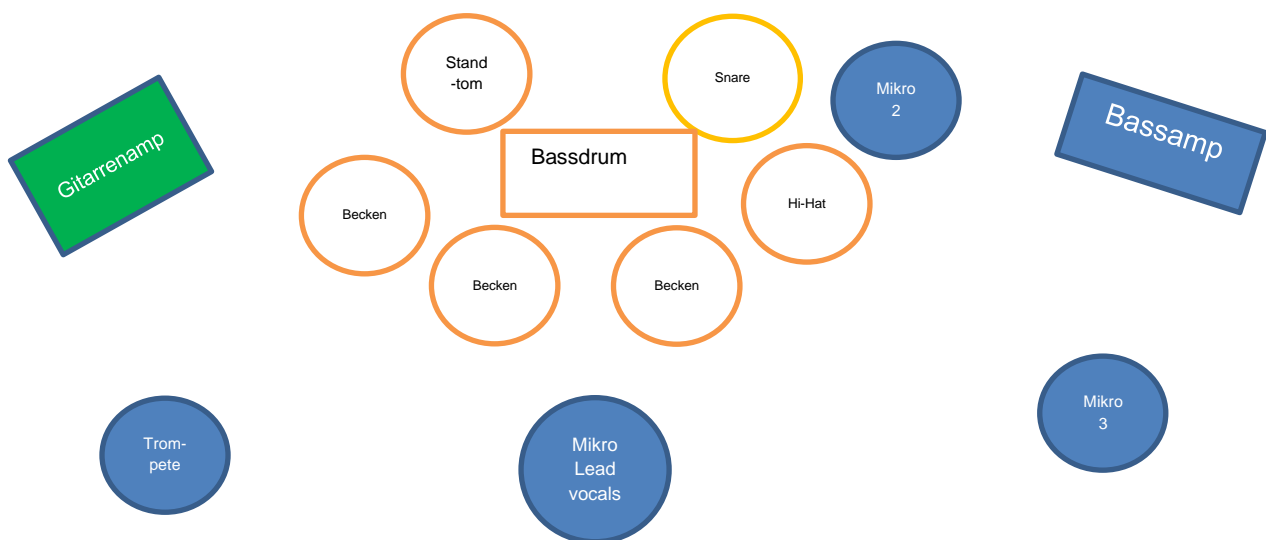 Stand
-tom
Snare
Mikro
2
Bassamp
Gitarrenamp
Bassdrum
Becken
Hi-Hat
Becken
Becken
Mikro
3
Trom-
pete
Mikro
Lead
vocals